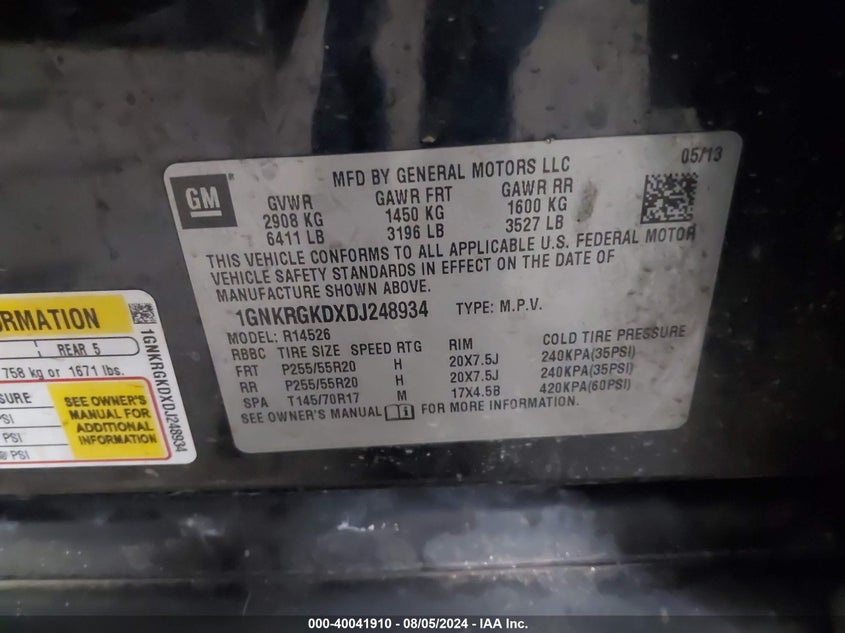 MFD BY GENERAL MOTORS LLC
05/13
GM
GVWR GAWR FRT GAWR RR
2908 KG 1450 KG 1600 KG
6411 LB 3196 LB 3527 LB
THIS VEHICLE CONFORMS TO ALL APPLICABLE U.S. FEDERAL MOTOR
VEHICLE SAFETY STANDARDS IN EFFECT ON THE DATE OF
MANUFACTURE SHOWN ABOVE.
1GNKRGKDXDJ248934 TYPE: M.P.V.
MODEL: R14526
RBBC TIRE SIZE SPEED RTG RIM COLD TIRE PRESSURE
FRT P255/55R20 H 20X7.5J 240KPA(35PSI)
RR P255/55R20 H 20X7.5J 240KPA(35PSI)
SPA T145/70R17 M 17X4.5B 420KPA(60PSI)
SEE OWNER'S MANUAL FOR MORE INFORMATION.
ORMATION
REAR 5
758 kg or 1671 lbs.
SURE
PSI
PSI
PSI
SEE OWNER'S
MANUAL FOR
ADDITIONAL
INFORMATION
1GNKRGKDXDJ248934
000-40041910 - 08/05/2024 - IAA Inc.